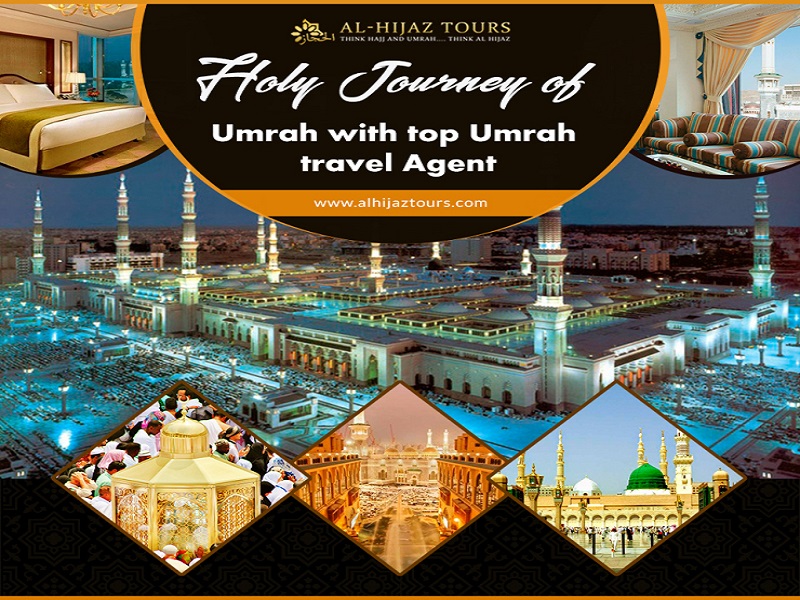 AL-HIJAZ TOURS
THINK HAJJ AND UMRAH.... THINK AL HIJAZ
Holy Journey of
Umrah with top Umrah
travel Agent
www.alhijaztours.com